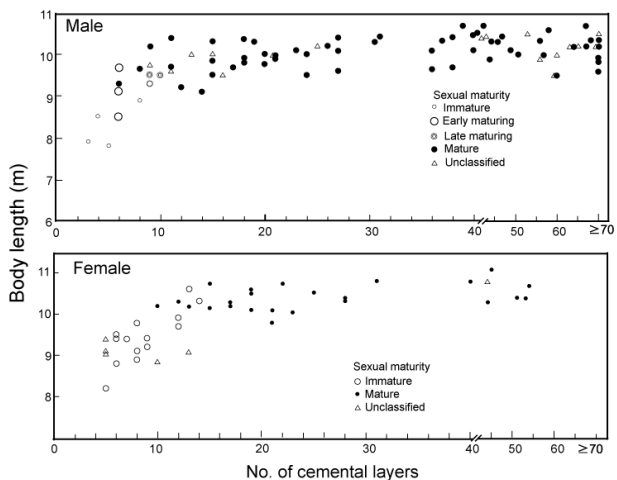 Male
11
10
9
8
7
6
Sexual maturity
Immature
Early maturing
Late maturing
Mature
Unclassified
0 10 20 30 40 50 60 ≥70
Body length (m)
Female
11
10
9
8
Sexual maturity
Immature
Mature
Unclassified
0 10 20 30 40 50 60 ≥70
No. of cemental layers